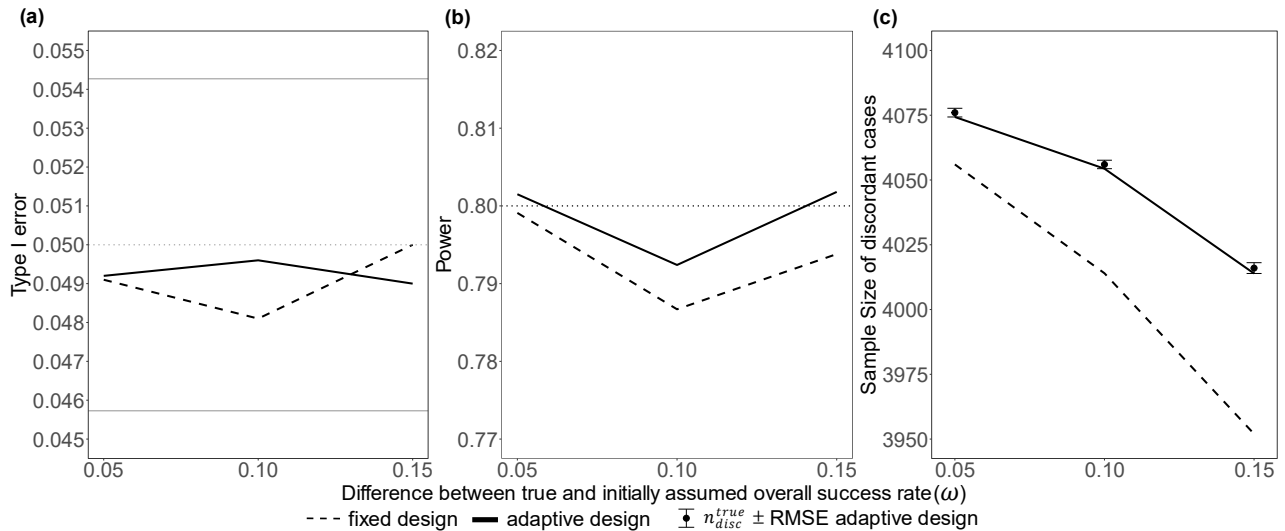 (a)
Type I error
0.055
0.054
0.053
0.052
0.051
0.050
0.049
0.048
0.047
0.046
0.045
0.05 0.10 0.15
(b)
Power
0.82
0.81
0.80
0.79
0.78
0.77
0.05 0.10 0.15
(c)
Sample Size of discordant cases
4100
4075
4050
4025
4000
3975
3950
0.05 0.10 0.15
Difference between true and initially assumed overall success rate(ω)
fixed design adaptive design n_{disc}^{true} ± RMSE adaptive design